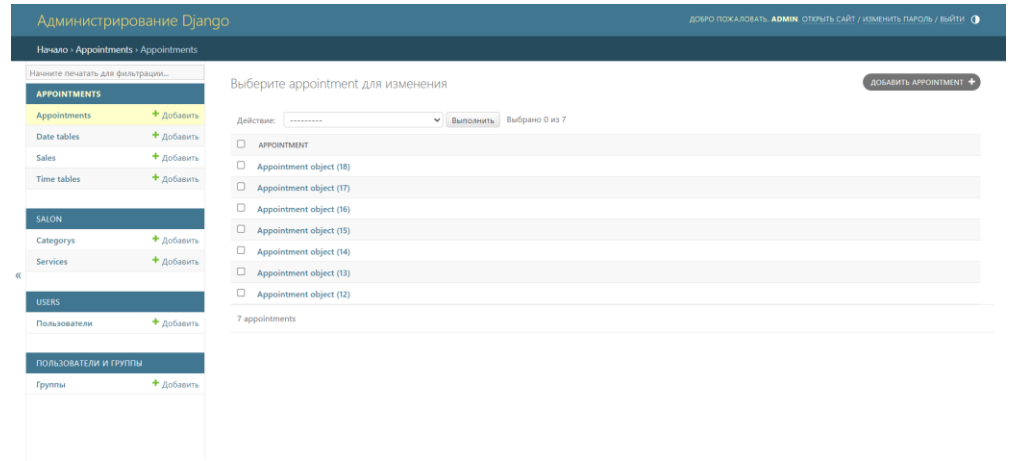 Администрирование Django
ДОБРО ПОЖАЛОВАТЬ, ADMIN. ОТКРЫТЬ САЙТ / ИЗМЕНИТЬ ПАРОЛЬ / ВЫЙТИ
Начало › Appointments › Appointments
Начните печатать для фильтрации...
APPOINTMENTS
Appointments + Добавить
Date tables + Добавить
Sales + Добавить
Time tables + Добавить
SALON
Categorys + Добавить
Services + Добавить
USERS
Пользователи + Добавить
ПОЛЬЗОВАТЕЛИ И ГРУППЫ
Группы + Добавить
«
Выберите appointment для изменения
ДОБАВИТЬ APPOINTMENT +
Действие: --------- Выполнить Выбрано 0 из 7
APPOINTMENT
Appointment object (18)
Appointment object (17)
Appointment object (16)
Appointment object (15)
Appointment object (14)
Appointment object (13)
Appointment object (12)
7 appointments